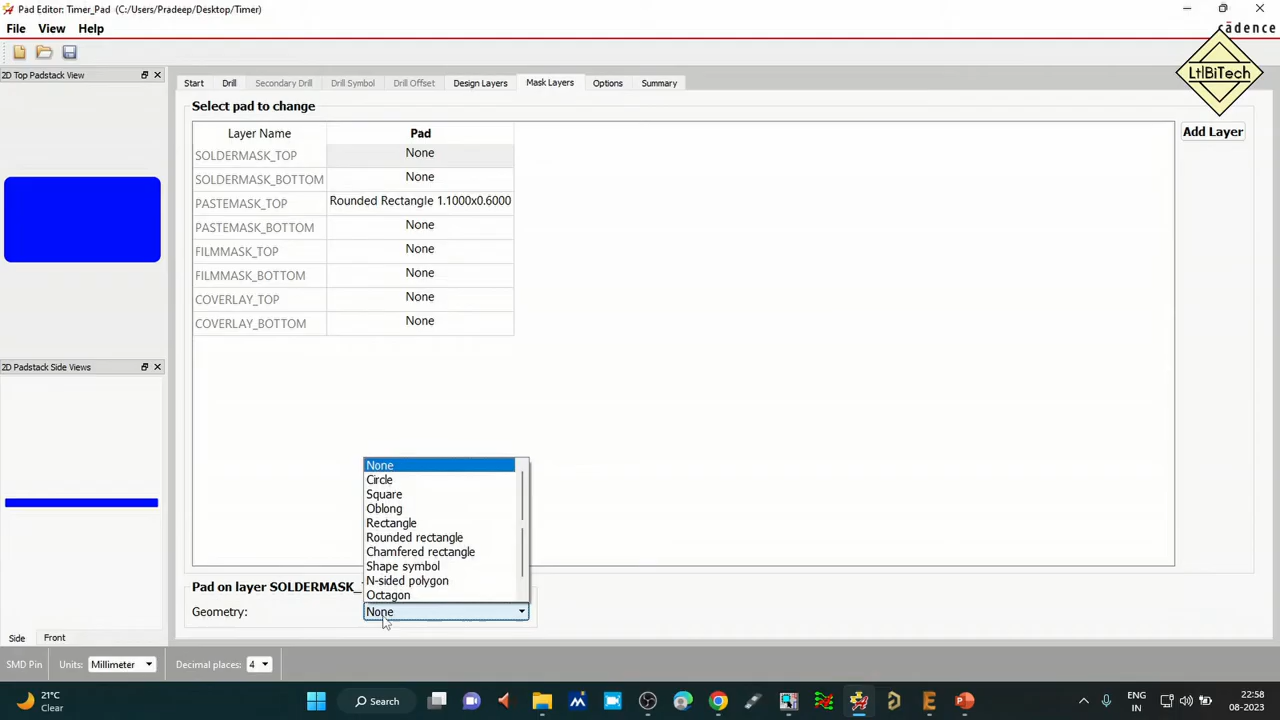 Pad Editor: Timer_Pad (C:/Users/Pradeep/Desktop/Timer)
File View Help
cādence
LtlBiTech
2D Top Padstack View
Start Drill Secondary Drill Drill Symbol Drill Offset Design Layers Mask Layers Options Summary
Select pad to change
Add Layer
Layer Name Pad
SOLDERMASK_TOP None
SOLDERMASK_BOTTOM None
PASTEMASK_TOP Rounded Rectangle 1.1000x0.6000
PASTEMASK_BOTTOM None
FILMMASK_TOP None
FILMMASK_BOTTOM None
COVERLAY_TOP None
COVERLAY_BOTTOM None
2D Padstack Side Views
None
Circle
Square
Oblong
Rectangle
Rounded rectangle
Chamfered rectangle
Shape symbol
N-sided polygon
Octagon
Pad on layer SOLDERMASK_
Geometry: None
Side Front
SMD Pin Units: Millimeter Decimal places: 4
21°C
Clear
Search
ENG
IN
22:58
08-2023